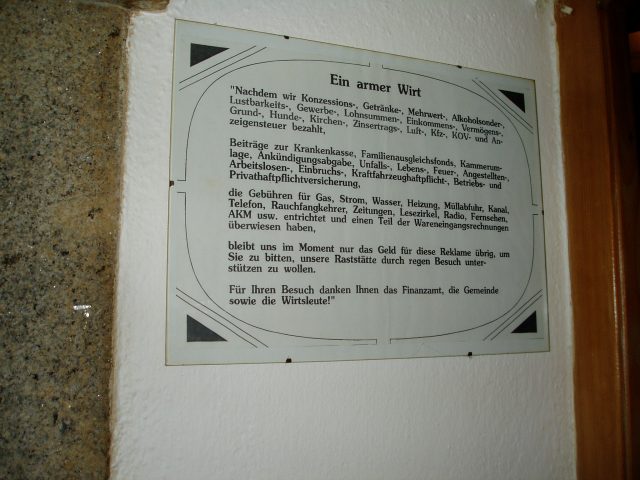 Ein armer Wirt
"Nachdem wir Konzessions-, Getränke-, Mehrwert-, Alkoholsonder-,
Lustbarkeits-, Gewerbe-, Lohnsummen-, Einkommens-, Vermögens-,
Grund-, Hunde-, Kirchen-, Zinsertrags-, Luft-, Kfz-, KOV- und An-
zeigensteuer bezahlt,
Beiträge zur Krankenkasse, Familienausgleichsfonds, Kammerum-
lage, Ankündigungsabgabe, Unfalls-, Lebens-, Feuer-, Angestellten-,
Arbeitslosen-, Einbruchs-, Kraftfahrzeughaftpflicht-, Betriebs- und
Privathaftpflichtversicherung,
die Gebühren für Gas, Strom, Wasser, Heizung, Müllabfuhr, Kanal,
Telefon, Rauchfangkehrer, Zeitungen, Lesezirkel, Radio, Fernsehen,
AKM usw. entrichtet und einen Teil der Wareneingangsrechnungen
überwiesen haben,
bleibt uns im Moment nur das Geld für diese Reklame übrig, um
Sie zu bitten, unsere Raststätte durch regen Besuch unter-
stützen zu wollen.
Für Ihren Besuch danken Ihnen das Finanzamt, die Gemeinde
sowie die Wirtsleute!"